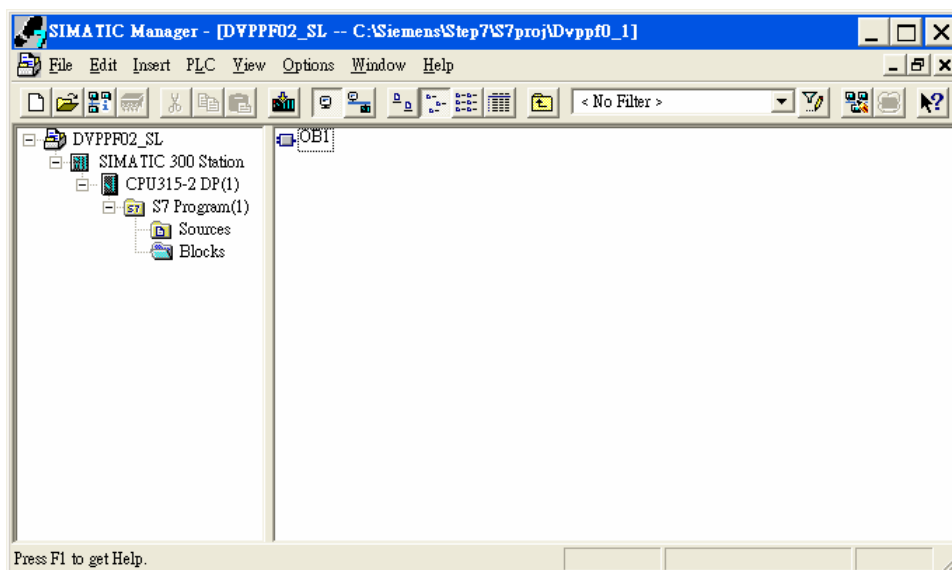 SIMATIC Manager - [DVPPF02_SL -- C:\Siemens\Step7\S7proj\Dvppf0_1]
File Edit Insert PLC View Options Window Help
< No Filter >
DVPPF02_SL
SIMATIC 300 Station
CPU315-2 DP(1)
S7 Program(1)
Sources
Blocks
OB1
Press F1 to get Help.